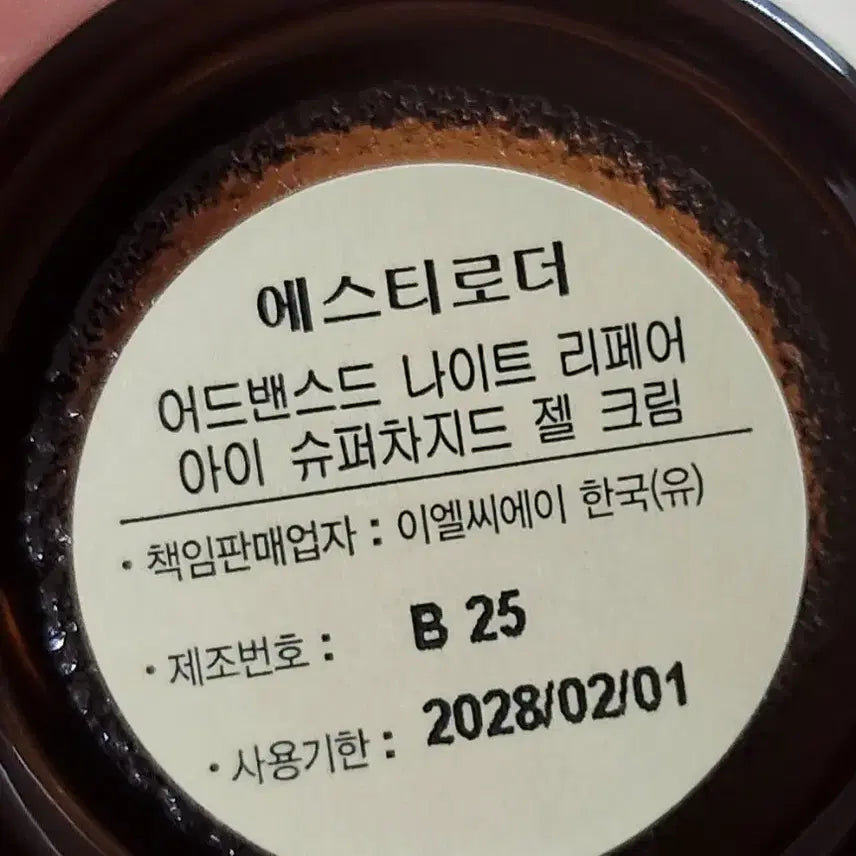 에스티로더
어드밴스드 나이트 리페어
아이 슈퍼차지드 젤 크림
· 책임판매업자 : 이엘씨에이 한국(유)
· 제조번호 : B 25
· 사용기한 : 2028/02/01